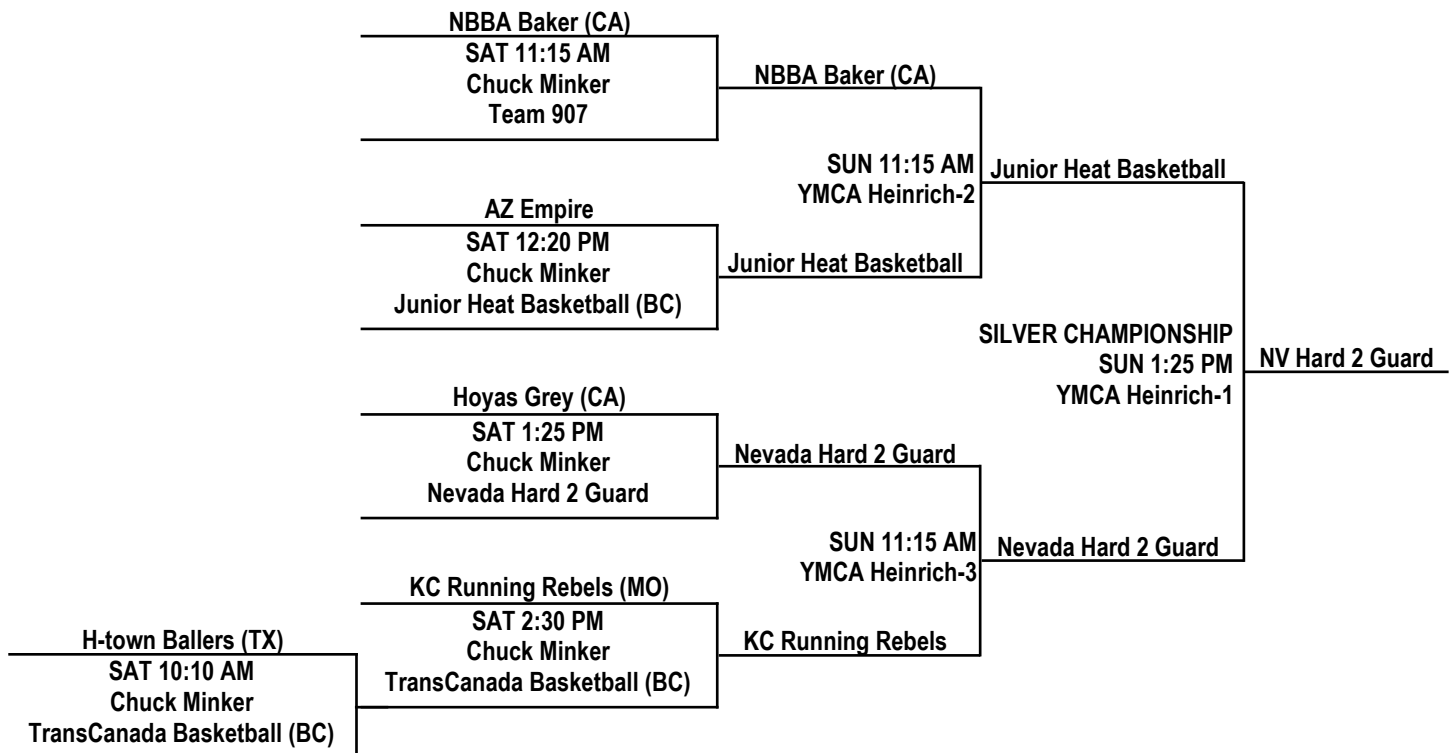 NBBA Baker (CA)
SAT 11:15 AM
Chuck Minker
Team 907
NBBA Baker (CA)
SUN 11:15 AM
YMCA Heinrich-2
Junior Heat Basketball
AZ Empire
SAT 12:20 PM
Chuck Minker
Junior Heat Basketball (BC)
Junior Heat Basketball
SILVER CHAMPIONSHIP
SUN 1:25 PM
YMCA Heinrich-1
NV Hard 2 Guard
Hoyas Grey (CA)
SAT 1:25 PM
Chuck Minker
Nevada Hard 2 Guard
Nevada Hard 2 Guard
SUN 11:15 AM
YMCA Heinrich-3
Nevada Hard 2 Guard
KC Running Rebels (MO)
SAT 2:30 PM
Chuck Minker
TransCanada Basketball (BC)
KC Running Rebels
H-town Ballers (TX)
SAT 10:10 AM
Chuck Minker
TransCanada Basketball (BC)